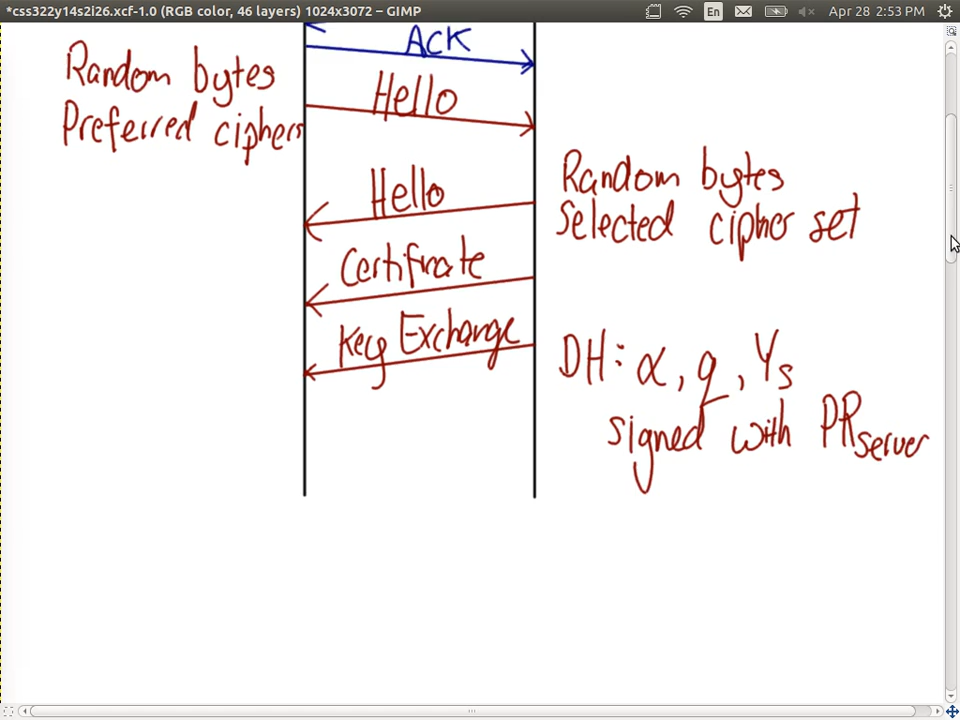 *css322y14s2i26.xcf-1.0 (RGB color, 46 layers) 1024x3072 – GIMP
En
Apr 28 2:53 PM
Ack
Random bytes
Preferred ciphers
Hello
Hello
Random bytes
Selected cipher set
Certificate
Key Exchange
DH: α, q, Ys
signed with PRserver